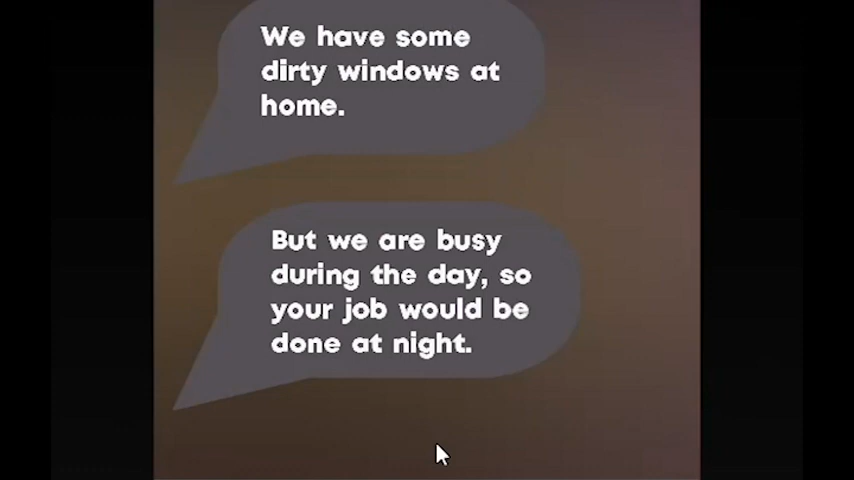 We have some
dirty windows at
home.
But we are busy
during the day, so
your job would be
done at night.